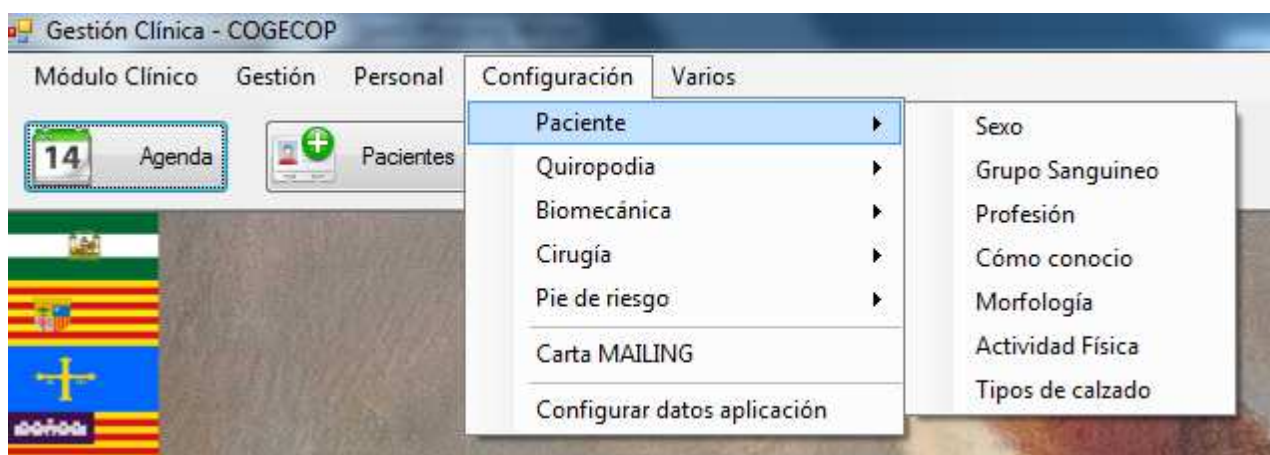 Gestión Clínica - COGECOP
Módulo Clínico Gestión Personal Configuración Varios
14 Agenda Pacientes
Paciente
Quiropodia
Biomecánica
Cirugía
Pie de riesgo
Carta MAILING
Configurar datos aplicación
Sexo
Grupo Sanguineo
Profesión
Cómo conocio
Morfología
Actividad Física
Tipos de calzado